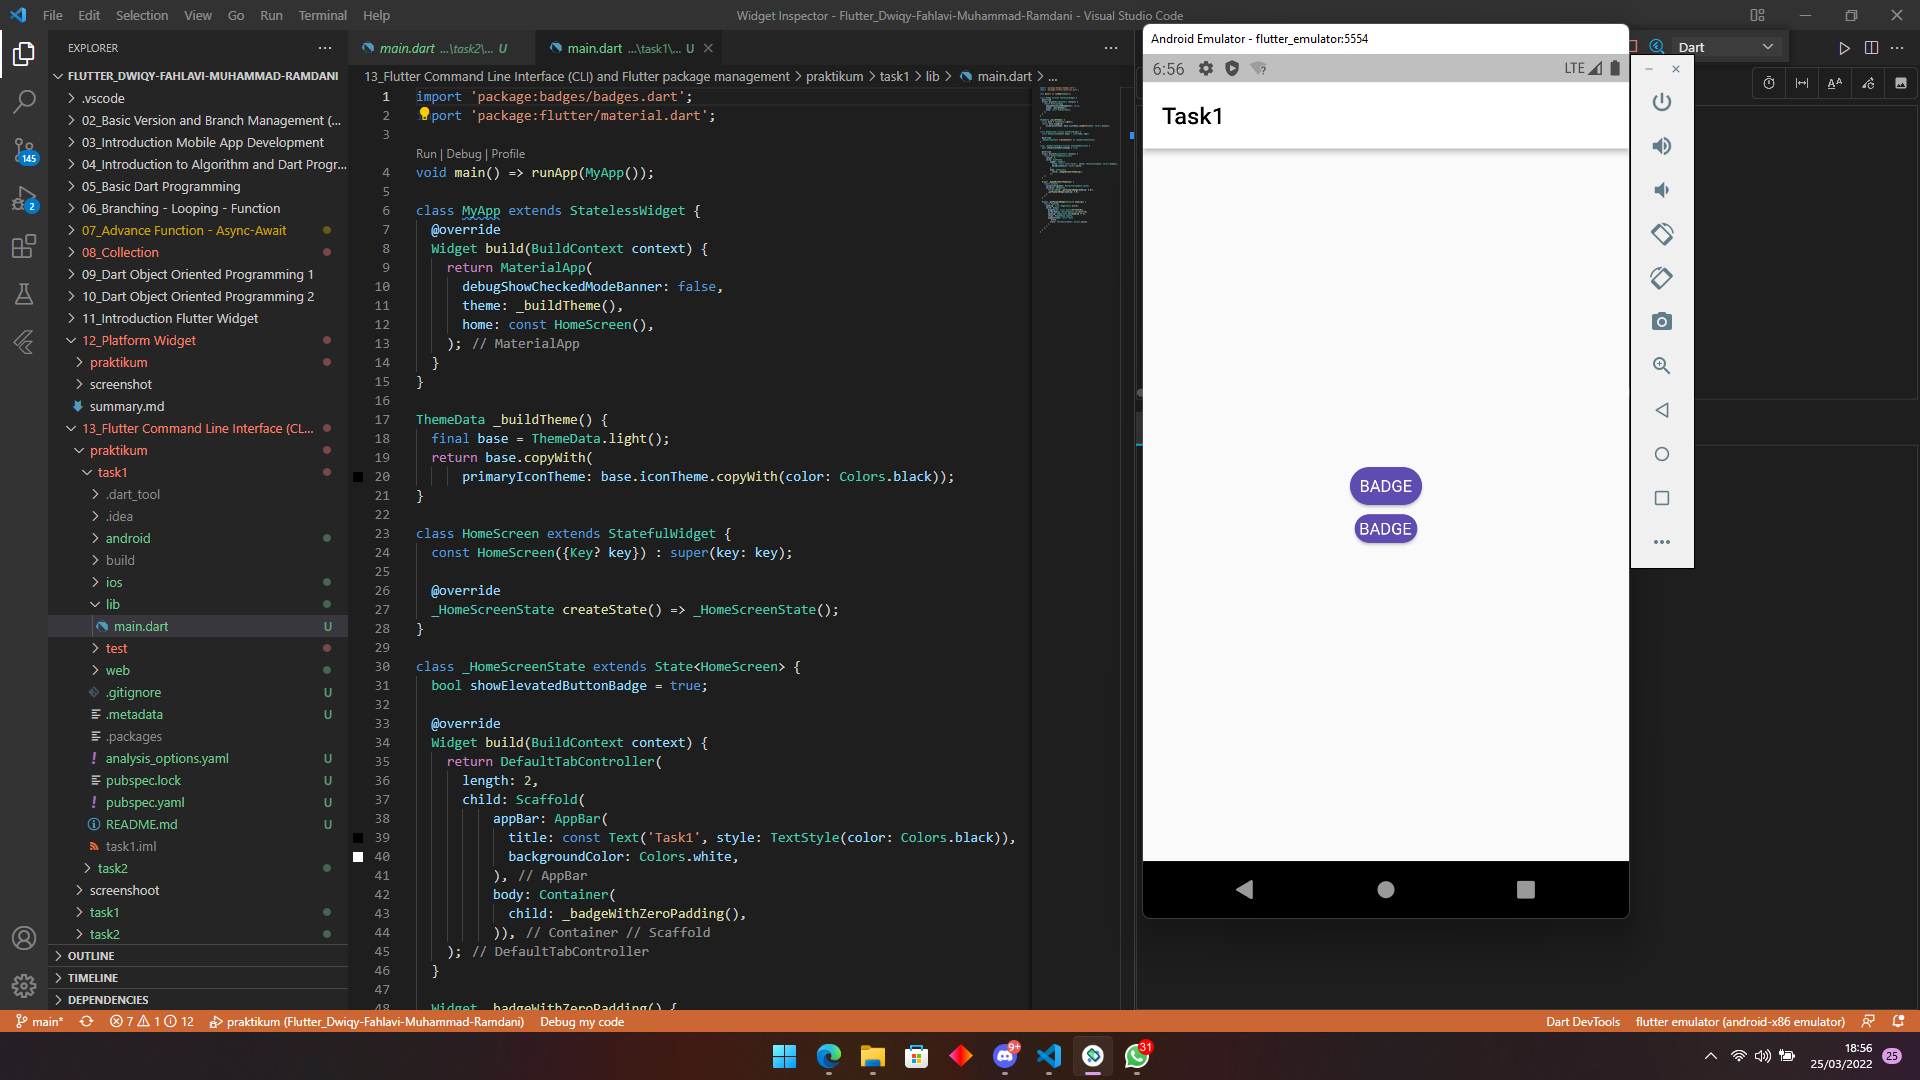 File Edit Selection View Go Run Terminal Help
Widget Inspector - Flutter_Dwiqy-Fahlavi-Muhammad-Ramdani - Visual Studio Code
EXPLORER
FLUTTER_DWIQY-FAHLAVI-MUHAMMAD-RAMDANI
.vscode
02_Basic Version and Branch Management (...
03_Introduction Mobile App Development
04_Introduction to Algorithm and Dart Progr...
05_Basic Dart Programming
06_Branching - Looping - Function
07_Advance Function - Async-Await
08_Collection
09_Dart Object Oriented Programming 1
10_Dart Object Oriented Programming 2
11_Introduction Flutter Widget
12_Platform Widget
praktikum
screenshot
summary.md
13_Flutter Command Line Interface (CL...
praktikum
task1
.dart_tool
.idea
android
build
ios
lib
main.dart U
test
web
.gitignore U
.metadata U
.packages
analysis_options.yaml U
pubspec.lock U
pubspec.yaml U
README.md U
task1.iml
task2
screenshoot
task1
task2
OUTLINE
TIMELINE
DEPENDENCIES
145
2
main.dart ...\task2\... U
main.dart ...\task1\... U
13_Flutter Command Line Interface (CLI) and Flutter package management > praktikum > task1 > lib > main.dart > ...
1 import 'package:badges/badges.dart';
2 port 'package:flutter/material.dart';
3
Run | Debug | Profile
4 void main() => runApp(MyApp());
5
6 class MyApp extends StatelessWidget {
7 @override
8 Widget build(BuildContext context) {
9 return MaterialApp(
10 debugShowCheckedModeBanner: false,
11 theme: _buildTheme(),
12 home: const HomeScreen(),
13 ); // MaterialApp
14 }
15 }
16
17 ThemeData _buildTheme() {
18 final base = ThemeData.light();
19 return base.copyWith(
20 primaryIconTheme: base.iconTheme.copyWith(color: Colors.black));
21 }
22
23 class HomeScreen extends StatefulWidget {
24 const HomeScreen({Key? key}) : super(key: key);
25
26 @override
27 _HomeScreenState createState() => _HomeScreenState();
28 }
29
30 class _HomeScreenState extends State<HomeScreen> {
31 bool showElevatedButtonBadge = true;
32
33 @override
34 Widget build(BuildContext context) {
35 return DefaultTabController(
36 length: 2,
37 child: Scaffold(
38 appBar: AppBar(
39 title: const Text('Task1', style: TextStyle(color: Colors.black)),
40 backgroundColor: Colors.white,
41 ), // AppBar
42 body: Container(
43 child: _badgeWithZeroPadding(),
44 )), // Container // Scaffold
45 ); // DefaultTabController
46 }
47
48 Widget _badgeWithZeroPadding() {
Dart
Android Emulator - flutter_emulator:5554
6:56 LTE
Task1
BADGE
BADGE
main* 7 1 12 praktikum (Flutter_Dwiqy-Fahlavi-Muhammad-Ramdani) Debug my code
Dart DevTools flutter emulator (android-x86 emulator)
9+
31
18:56
25/03/2022
25